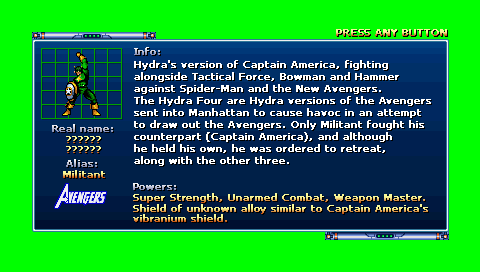 PRESS ANY BUTTON
Info:
Hydra's version of Captain America, fighting
alongside Tactical Force, Bowman and Hammer
against Spider-Man and the New Avengers.
The Hydra Four are Hydra versions of the Avengers
sent into Manhattan to cause havoc in an attempt
to draw out the Avengers. Only Militant fought his
counterpart (Captain America), and although
he held his own, he was ordered to retreat,
along with the other three.
Real name:
??????
??????
Alias:
Militant
AVENGERS
Powers:
Super Strength, Unarmed Combat, Weapon Master.
Shield of unknown alloy similar to Captain America's
vibranium shield.